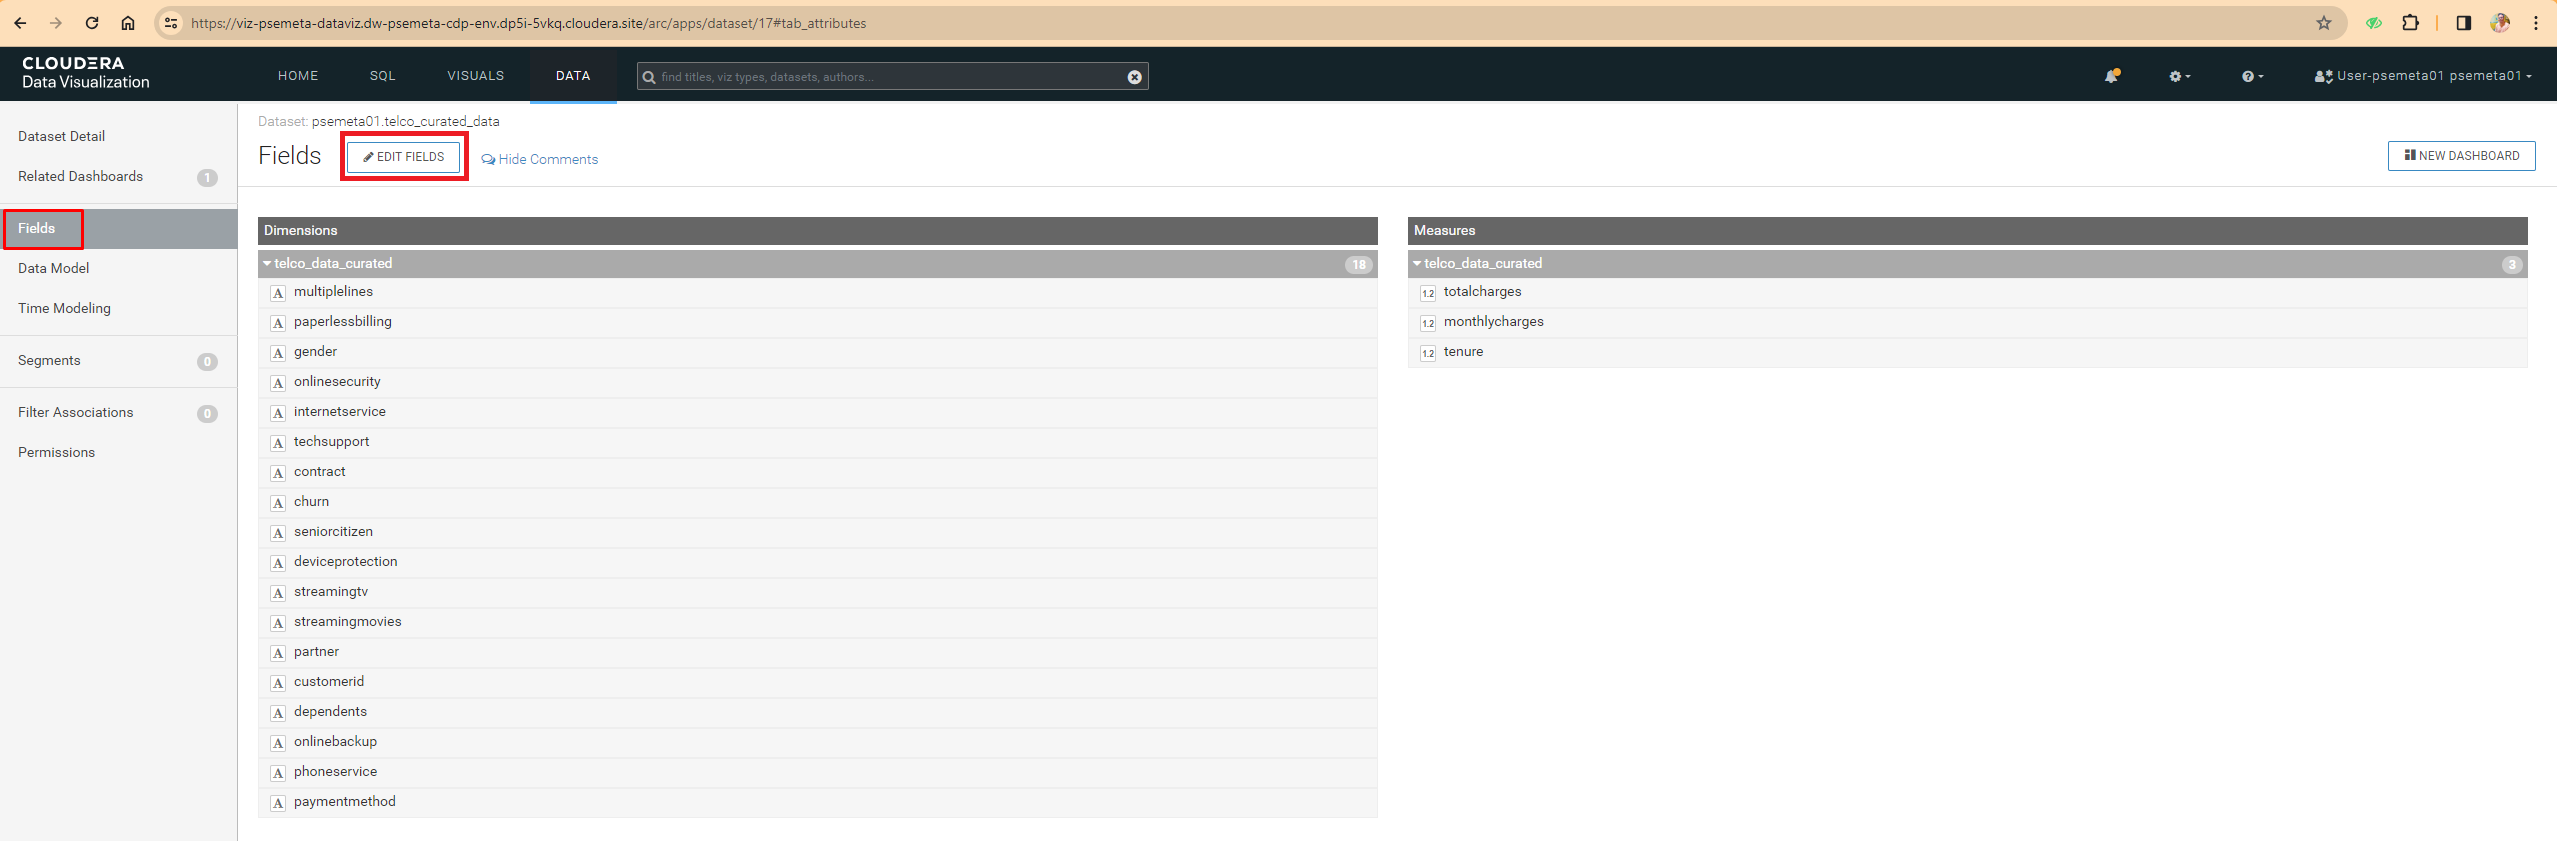 https://viz-psemeta-dataviz.dw-psemeta-cdp-env.dp5i-5vkq.cloudera.site/arc/apps/dataset/17#tab_attributes
CLOUDERA
Data Visualization
HOME
SQL
VISUALS
DATA
find titles, viz types, datasets, authors...
User-psemeta01 psemeta01
Dataset Detail
Related Dashboards 1
Fields
Data Model
Time Modeling
Segments 0
Filter Associations 0
Permissions
Dataset: psemeta01.telco_curated_data
Fields
EDIT FIELDS
Hide Comments
NEW DASHBOARD
Dimensions
telco_data_curated 18
A multiplelines
A paperlessbilling
A gender
A onlinesecurity
A internetservice
A techsupport
A contract
A churn
A seniorcitizen
A deviceprotection
A streamingtv
A streamingmovies
A partner
A customerid
A dependents
A onlinebackup
A phoneservice
A paymentmethod
Measures
telco_data_curated 3
1.2 totalcharges
1.2 monthlycharges
1.2 tenure